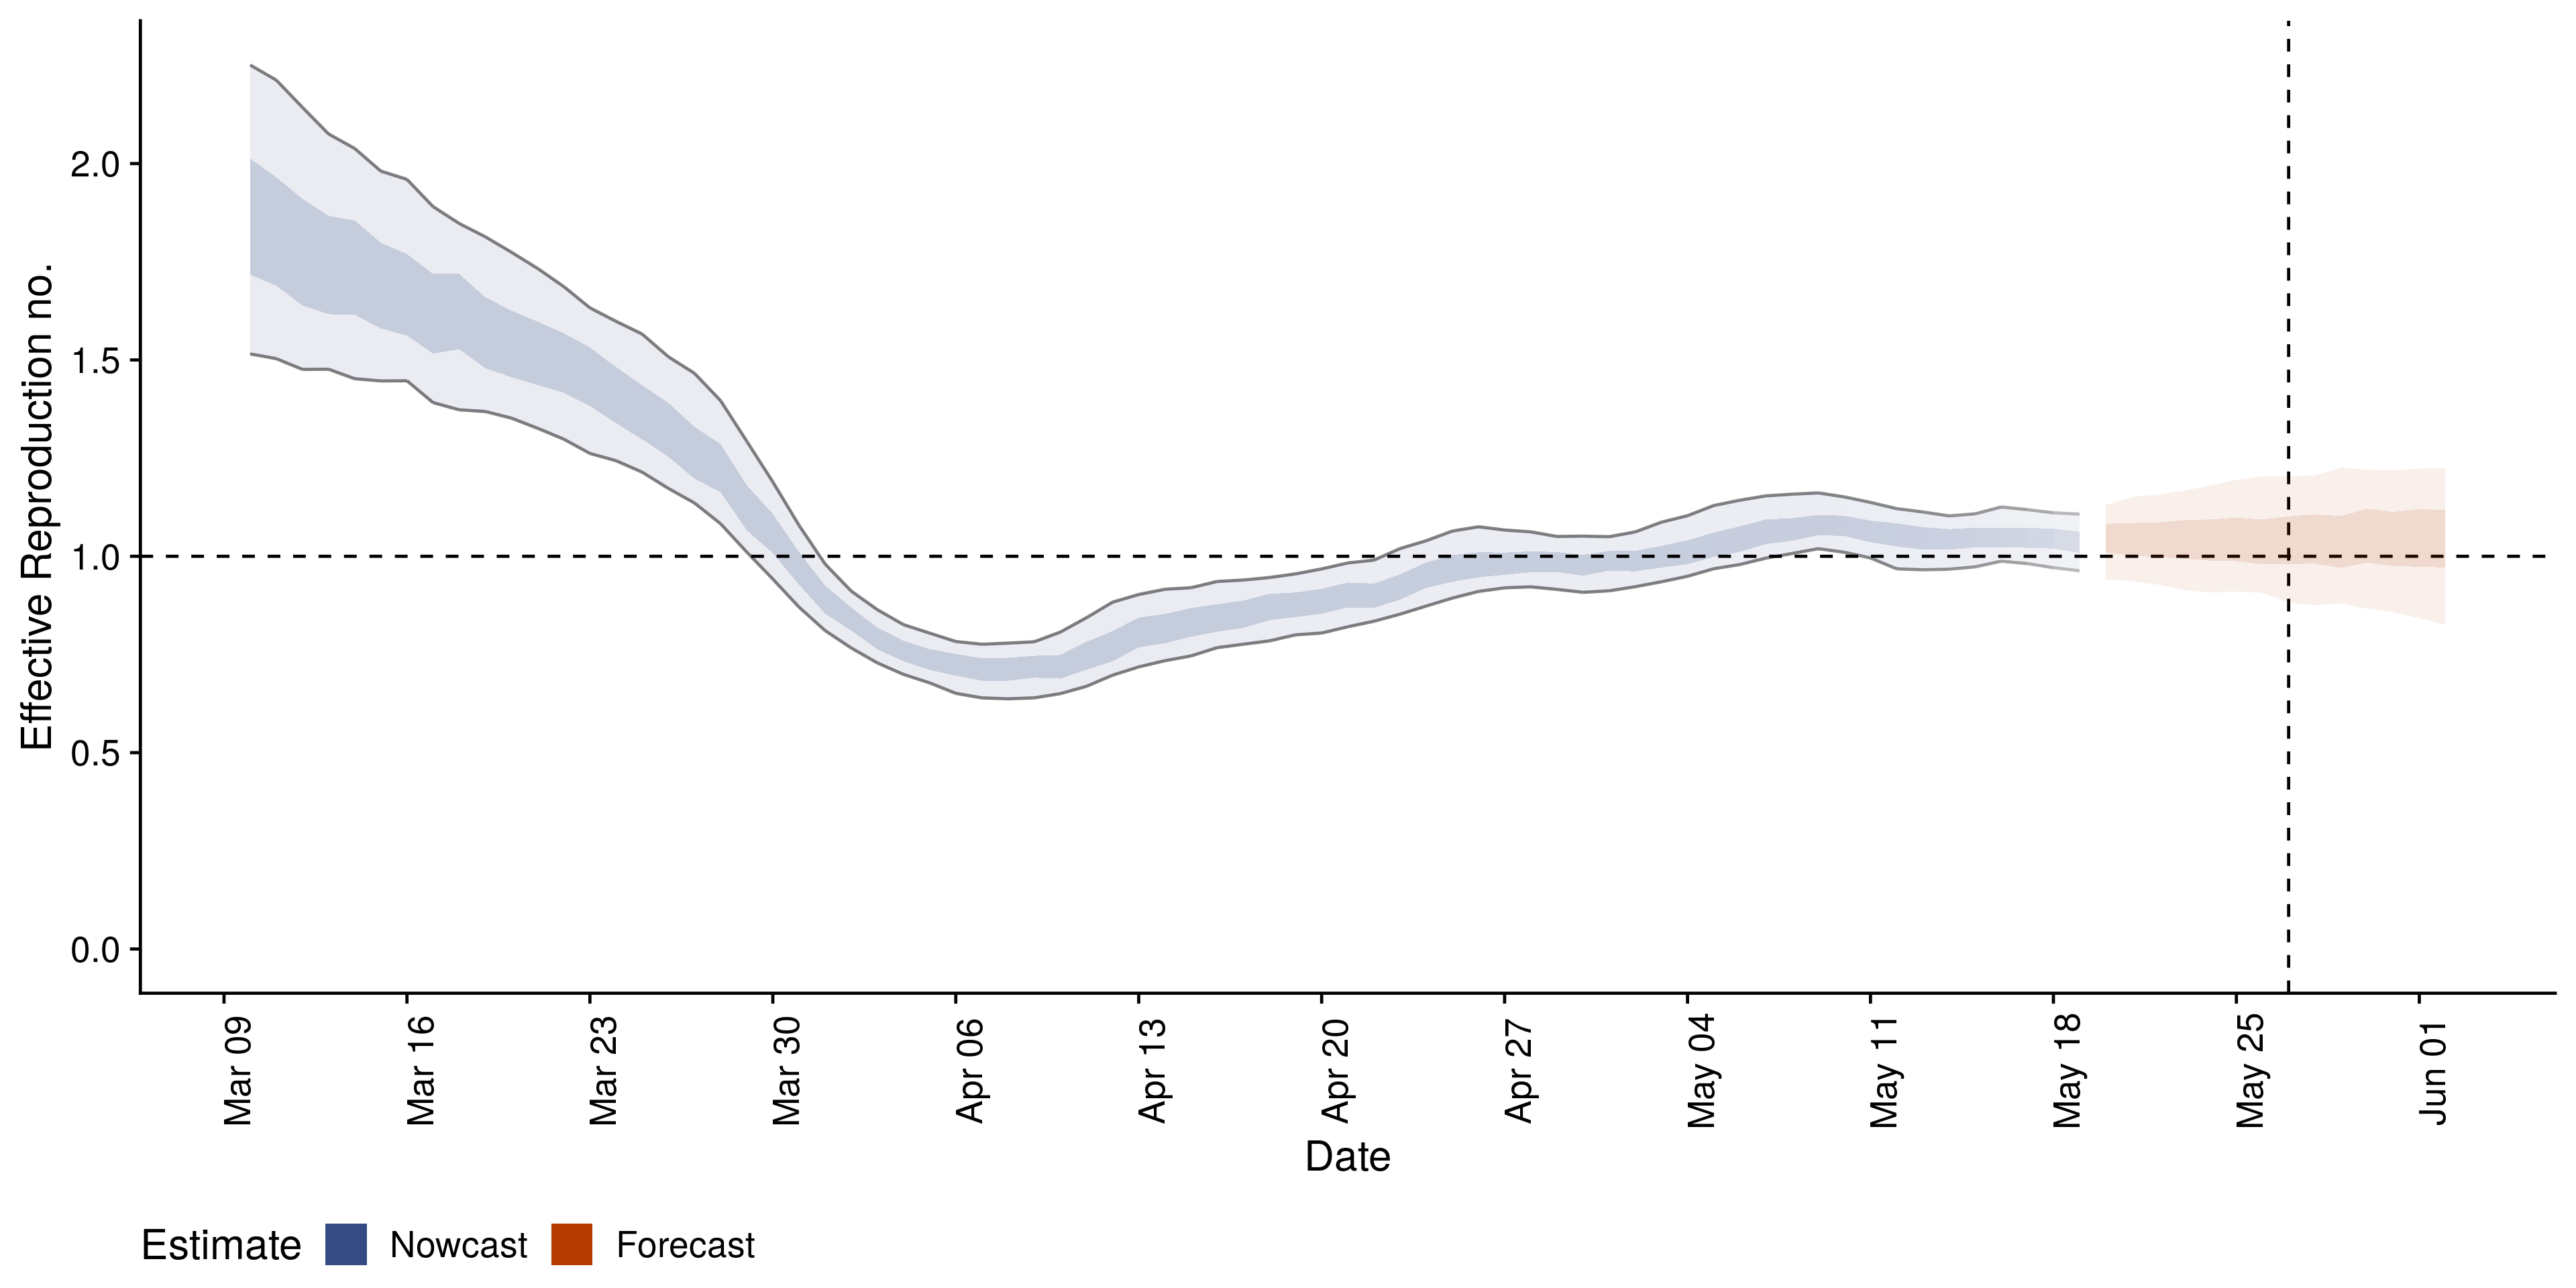 Effective Reproduction no.
2.0
1.5
1.0
0.5
0.0
Mar 09
Mar 16
Mar 23
Mar 30
Apr 06
Apr 13
Apr 20
Apr 27
May 04
May 11
May 18
May 25
Jun 01
Date
Estimate Nowcast Forecast